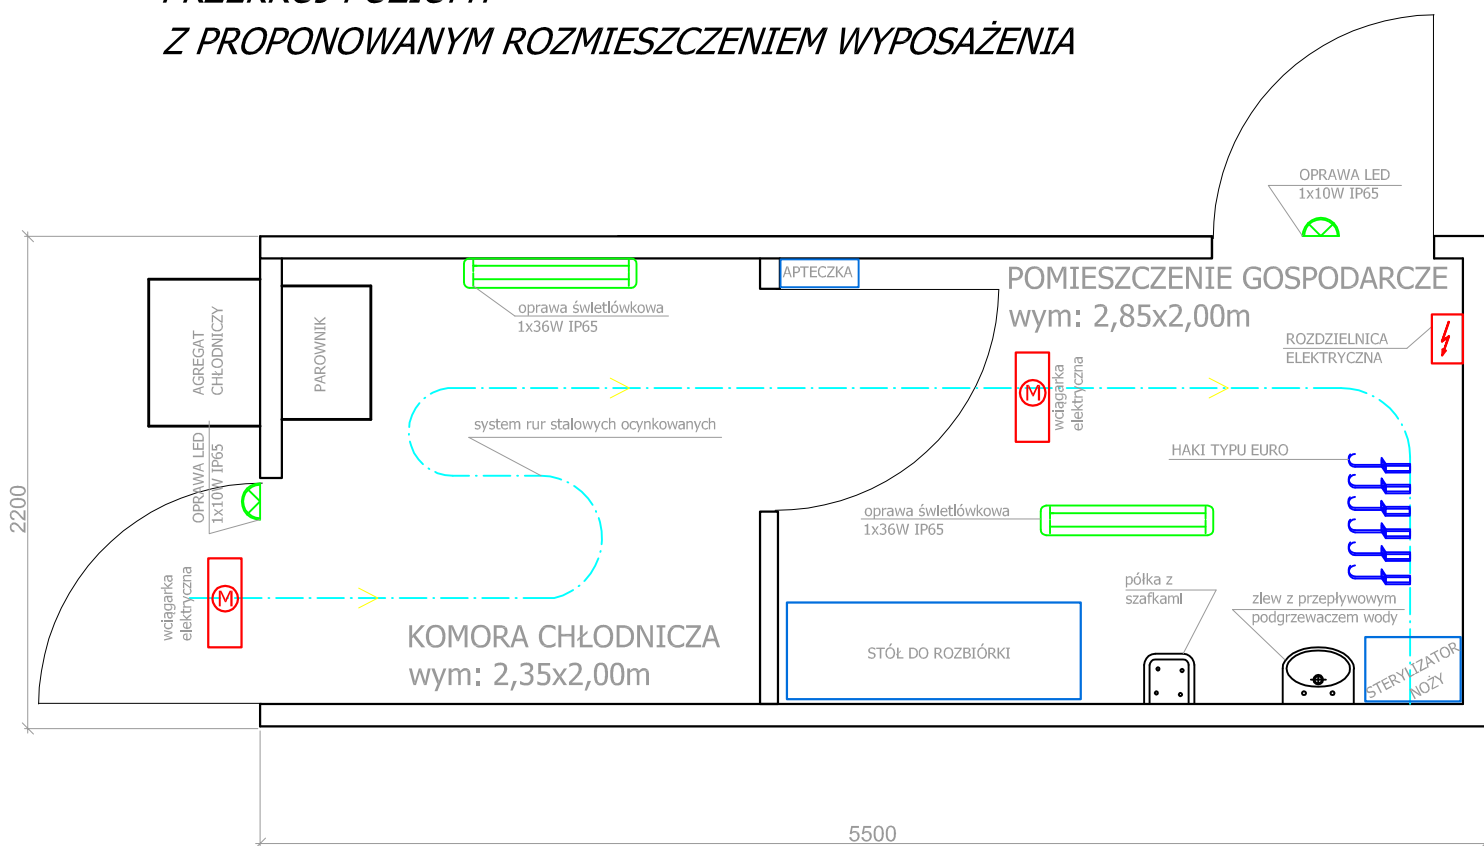 PRZEKRÓJ POZIOMY
Z PROPONOWANYM ROZMIESZCZENIEM WYPOSAŻENIA
OPRAWA LED
1x10W IP65
APTECZKA
POMIESZCZENIE GOSPODARCZE
wym: 2,85x2,00m
oprawa świetlówkowa
1x36W IP65
AGREGAT
CHŁODNICZY
PAROWNIK
ROZDZIELNICA
ELEKTRYCZNA
wciągarka
elektryczna
system rur stalowych ocynkowanych
HAKI TYPU EURO
OPRAWA LED
1x10W IP65
2200
oprawa świetlówkowa
1x36W IP65
M
M
wciągarka
elektryczna
półka z
szafkami
zlew z przepływowym
podgrzewaczem wody
KOMORA CHŁODNICZA
wym: 2,35x2,00m
STÓŁ DO ROZBIÓRKI
STERYLIZATOR
NOŻY
5500